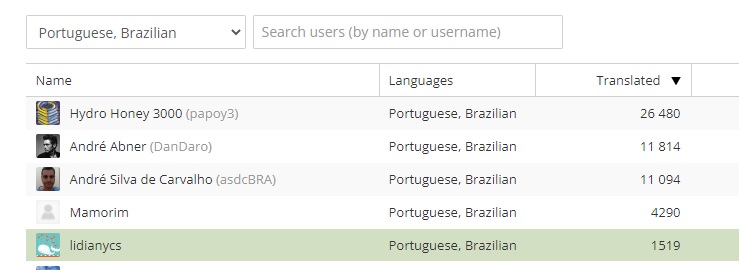 Portuguese, Brazilian Search users (by name or username)
Name Languages Translated ▼
Hydro Honey 3000 (papoy3) Portuguese, Brazilian 26 480
André Abner (DanDaro) Portuguese, Brazilian 11 814
André Silva de Carvalho (asdcBRA) Portuguese, Brazilian 11 094
Mamorim Portuguese, Brazilian 4290
lidianycs Portuguese, Brazilian 1519